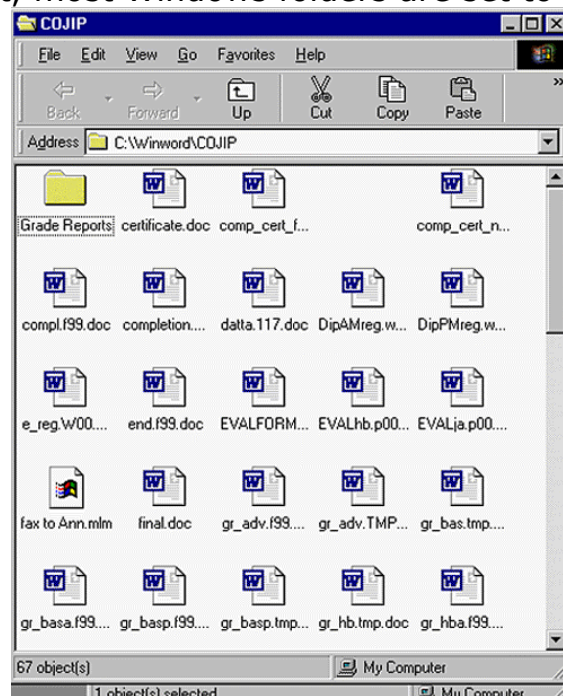 t, most Windows folders are set to
COJIP
File Edit View Go Favorites Help
Back Forward Up Cut Copy Paste »
Address C:\Winword\COJIP
Grade Reports certificate.doc comp_cert_f... comp_cert_n...
compl.f99.doc completion.... datta.117.doc DipAMreg.w... DipPMreg.w...
e_reg.W00.... end.f99.doc EVALFORM... EVALhb.p00... EVALja.p00...
fax to Ann.mlm final.doc gr_adv.f99.... gr_adv.TMP... gr_bas.tmp....
gr_basa.f99.... gr_basp.f99.... gr_basp.tmp... gr_hb.tmp.doc gr_hba.f99....
67 object(s) My Computer
1 object(s) selected My Computer